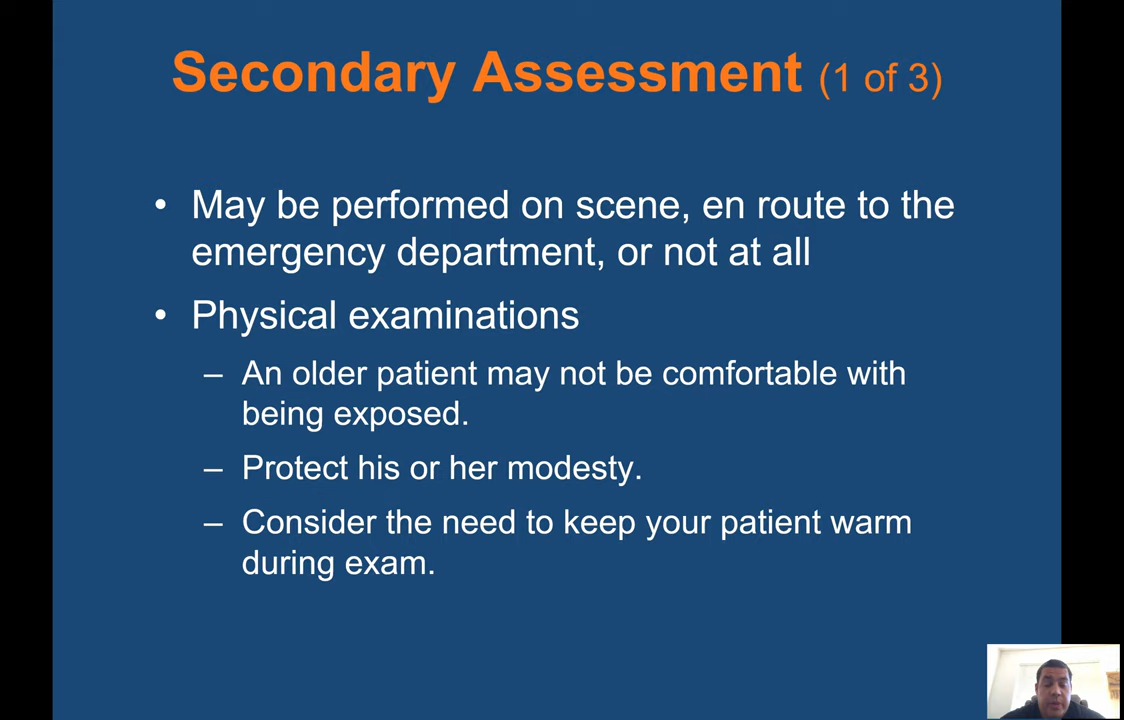 Secondary Assessment (1 of 3)
• May be performed on scene, en route to the
emergency department, or not at all
• Physical examinations
– An older patient may not be comfortable with
being exposed.
– Protect his or her modesty.
– Consider the need to keep your patient warm
during exam.